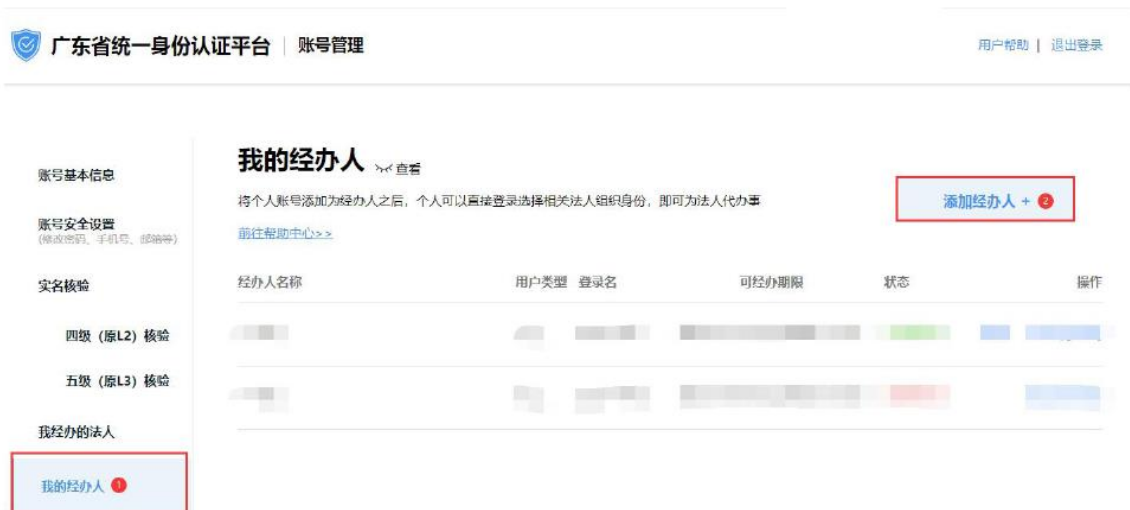 广东省统一身份认证平台 账号管理
用户帮助 | 退出登录
账号基本信息
账号安全设置
(修改密码、手机号、邮箱等)
实名核验
四级（原L2）核验
五级（原L3）核验
我经办的法人
我的经办人 1
我的经办人 查看
将个人账号添加为经办人之后，个人可以直接登录选择相关法人组织身份，即可为法人代办事
前往帮助中心>>
添加经办人 + 2
经办人名称 用户类型 登录名 可经办期限 状态 操作